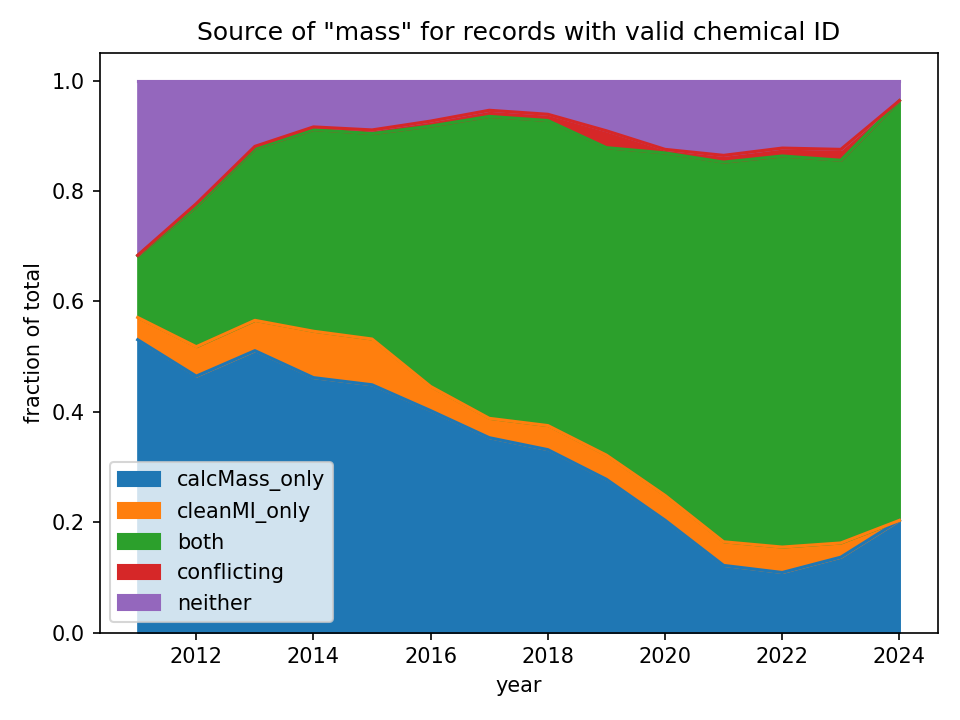 Source of "mass" for records with valid chemical ID
1.0
0.8
0.6
0.4
0.2
0.0
fraction of total
calcMass_only
cleanMI_only
both
conflicting
neither
2012 2014 2016 2018 2020 2022 2024
year